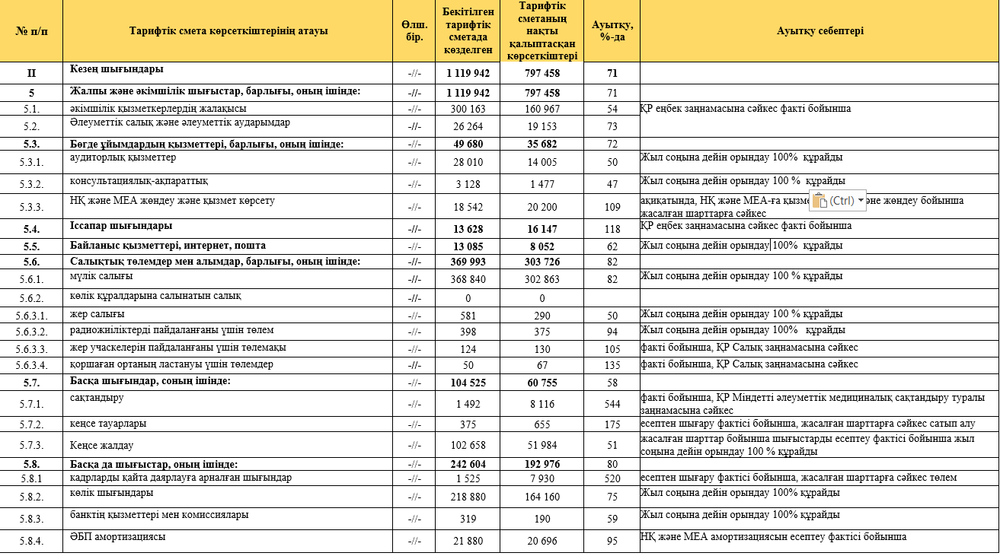 № п/п Тарифтік смета көрсеткіштерінің атауы Өлш. бір. Бекітілген тарифтік сметада көзделген Тарифтік сметаның нақты қалыптасқан көрсеткіштері Ауытқу, %-да Ауытқу себептері
II Кезең шығындары -//- 1 119 942 797 458 71
5 Жалпы және әкімшілік шығыстар, барлығы, оның ішінде: -//- 1 119 942 797 458 71
5.1. әкімшілік қызметкерлердің жалақысы -//- 300 163 160 967 54 ҚР еңбек заңнамасына сәйкес факті бойынша
5.2. Әлеуметтік салық және әлеуметтік аударымдар -//- 26 264 19 153 73
5.3. Бөгде ұйымдардың қызметтері, барлығы, оның ішінде: -//- 49 680 35 682 72
5.3.1. аудиторлық қызметтер -//- 28 010 14 005 50 Жыл соңына дейін орындау 100% құрайды
5.3.2. консультациялық-ақпараттық -//- 3 128 1 477 47 Жыл соңына дейін орындау 100 % құрайды
5.3.3. НҚ және МЕА жөндеу және қызмет көрсету -//- 18 542 20 200 109 ақиқатында, НҚ және МЕА-ға қызм (Ctrl) әне жөндеу бойынша
жасалған шарттарға сәйкес
5.4. Іссапар шығындары -//- 13 628 16 147 118 ҚР еңбек заңнамасына сәйкес факті бойынша
5.5. Байланыс қызметтері, интернет, пошта -//- 13 085 8 052 62 Жыл соңына дейін орындау 100% құрайды
5.6. Салықтық төлемдер мен алымдар, барлығы, оның ішінде: -//- 369 993 303 726 82
5.6.1. мүлік салығы -//- 368 840 302 863 82 Жыл соңына дейін орындау 100 % құрайды
5.6.2. көлік құралдарына салынатын салық -//- 0 0
5.6.3.1. жер салығы -//- 581 290 50 Жыл соңына дейін орындау 100 % құрайды
5.6.3.2. радиожиіліктерді пайдаланғаны үшін төлем -//- 398 375 94 Жыл соңына дейін орындау 100% құрайды
5.6.3.3. жер учаскелерін пайдаланғаны үшін төлемақы -//- 124 130 105 факті бойынша, ҚР Салық заңнамасына сәйкес
5.6.3.4. қоршаған ортаның ластануы үшін төлемдер -//- 50 67 135 факті бойынша, ҚР Салық заңнамасына сәйкес
5.7. Басқа шығындар, соның ішінде: -//- 104 525 60 755 58
5.7.1. сақтандыру -//- 1 492 8 116 544 факті бойынша, ҚР Міндетті әлеуметтік медициналық сақтандыру туралы
заңнамасына сәйкес
5.7.2. кеңсе тауарлары -//- 375 655 175 есептен шығару фактісі бойынша, жасалған шарттарға сәйкес сатып алу
5.7.3. Кеңсе жалдау -//- 102 658 51 984 51 жасалған шарттар бойынша шығыстарды есептеу фактісі бойынша жыл
соңына дейін орындау 100 % құрайды
5.8. Басқа да шығыстар, оның ішінде: -//- 242 604 192 976 80
5.8.1 кадрларды қайта даярлауға арналған шығындар -//- 1 525 7 930 520 есептен шығару фактісі бойынша, жасалған шарттарға сәйкес төлем
5.8.2. көлік шығындары -//- 218 880 164 160 75 Жыл соңына дейін орындау 100% құрайды
5.8.3. банктің қызметтері мен комиссиялары -//- 319 190 59 Жыл соңына дейін орындау 100% құрайды
5.8.4. ӘБП амортизациясы -//- 21 880 20 696 95 НҚ және МЕА амортизациясын есептеу фактісі бойынша